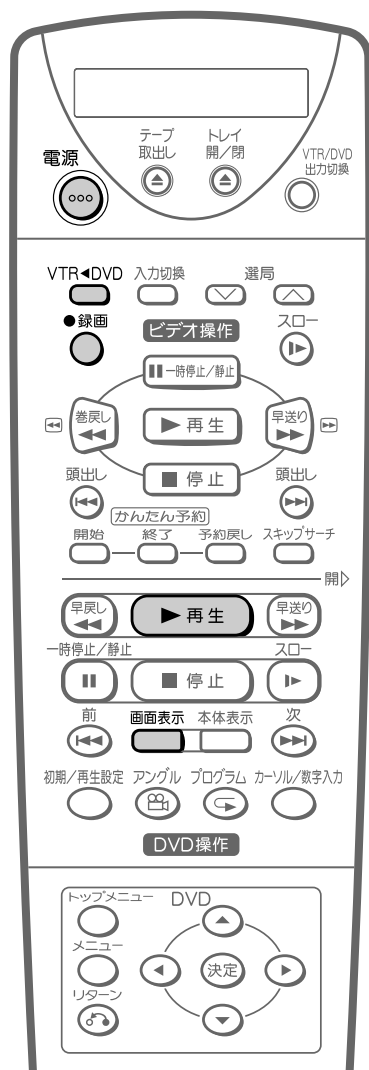 テープ トレイ
電源 取出し 開/閉 VTR/DVD
出力切換
VTR◀DVD 入力切換 選局
●録画 ビデオ操作 スロー
一時停止/静止
巻戻し 再生 早送り
頭出し 停止 頭出し
かんたん予約
開始 終了 予約戻し スキップサーチ
開
早戻し 再生 早送り
一時停止/静止 スロー
停止
前 画面表示 本体表示 次
初期/再生設定 アングル プログラム カーソル/数字入力
DVD操作
トップメニュー DVD
メニュー
決定
リターン